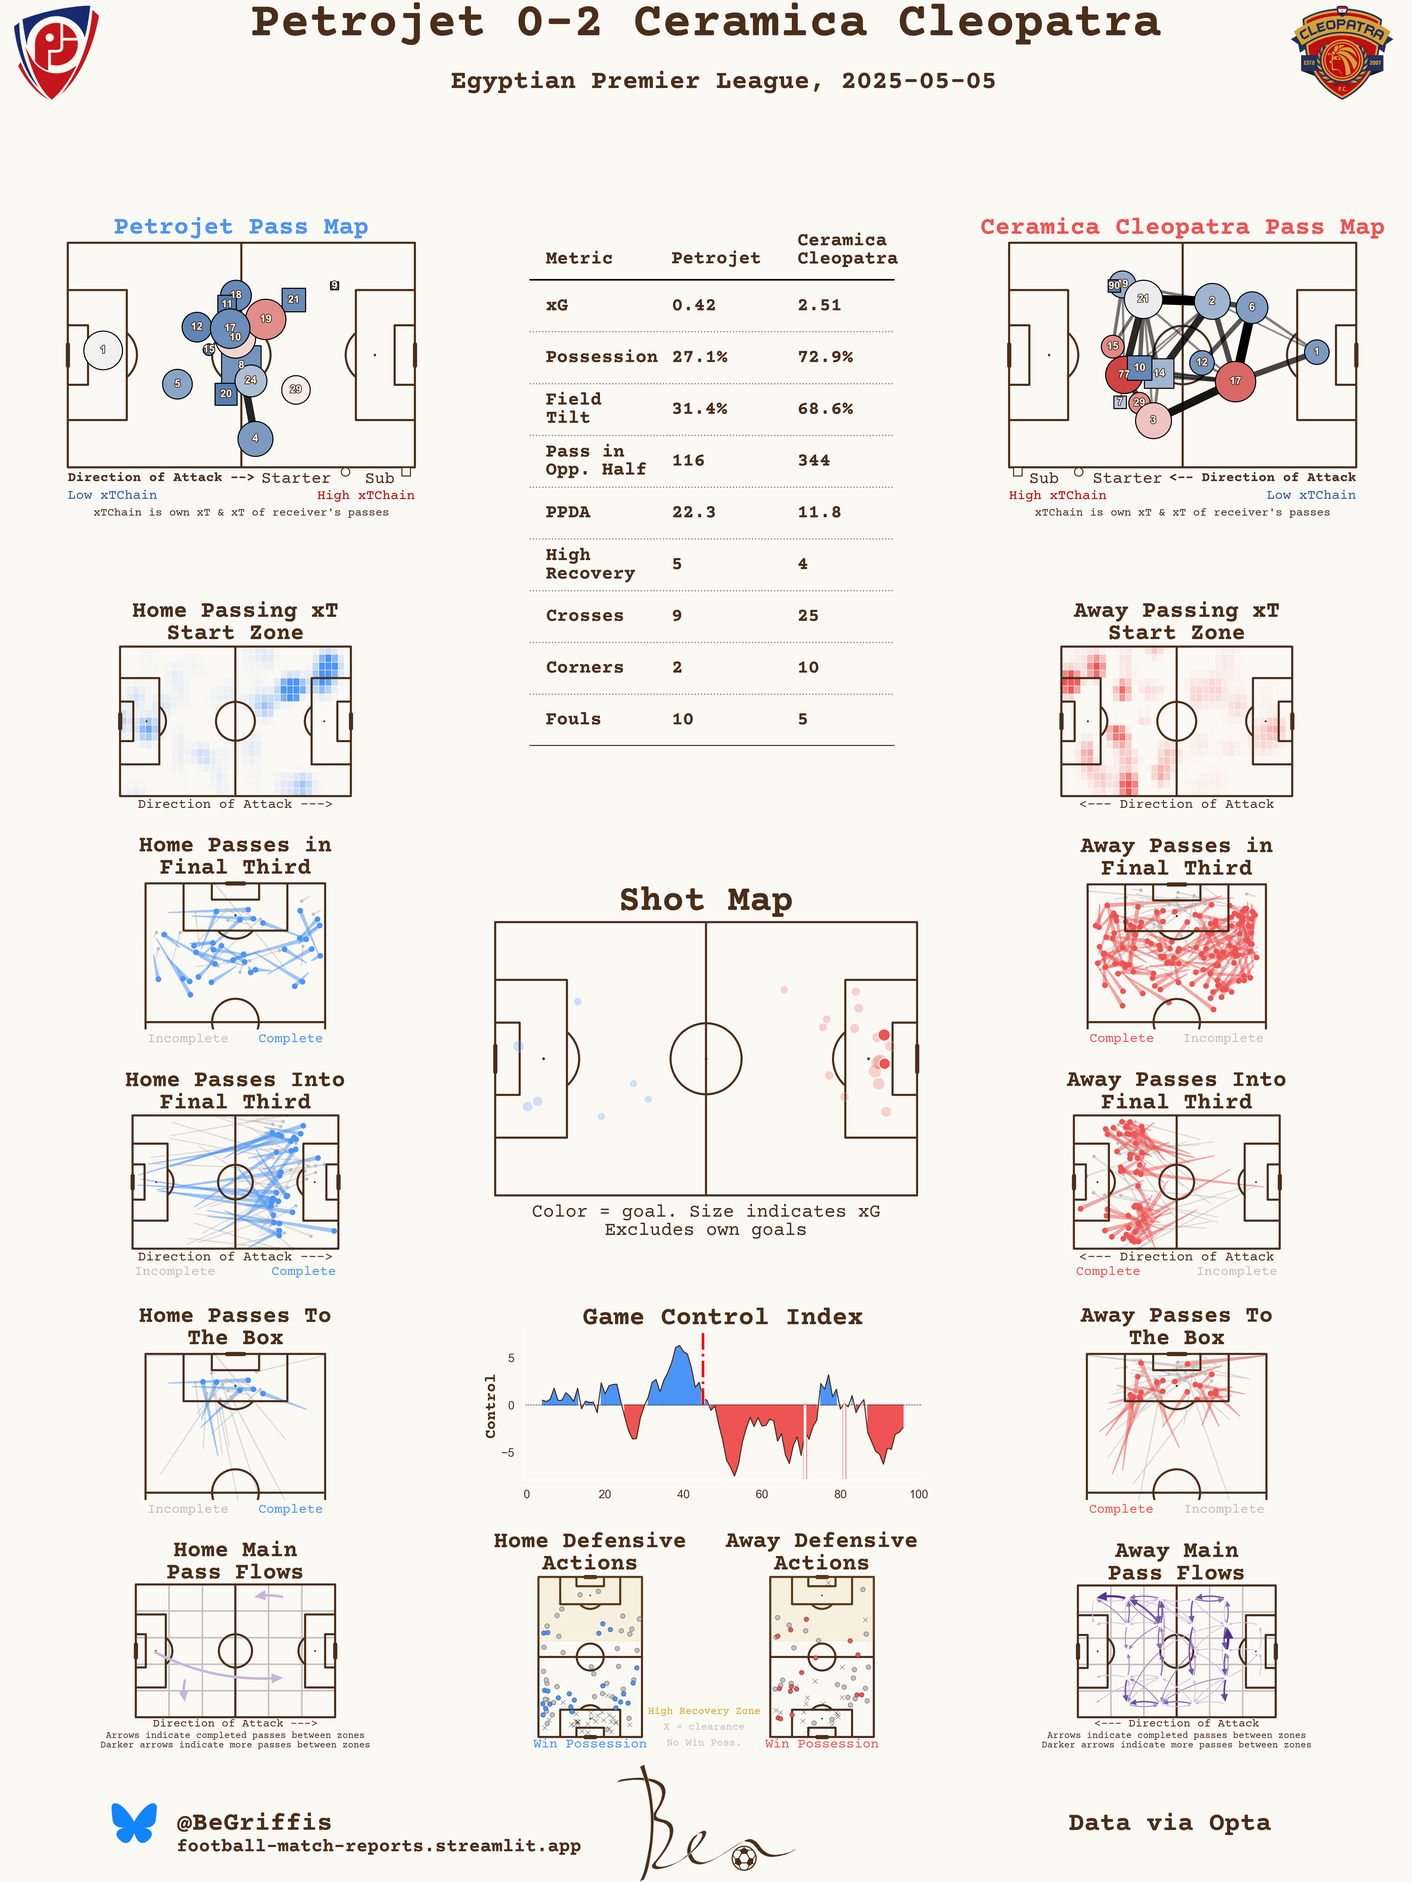 Petrojet 0-2 Ceramica Cleopatra
Egyptian Premier League, 2025-05-05
CLEOPATRA
ESTD
2007
F.C.
Petrojet Pass Map
1
12
5
18
11
17
10
15
8
24
20
19
21
9
29
4
Direction of Attack --> Starter Sub
Low xTChain High xTChain
xTChain is own xT & xT of receiver's passes
Metric Petrojet Ceramica Cleopatra
xG 0.42 2.51
Possession 27.1% 72.9%
Field Tilt 31.4% 68.6%
Pass in Opp. Half 116 344
PPDA 22.3 11.8
High Recovery 5 4
Crosses 9 25
Corners 2 10
Fouls 10 5
Ceramica Cleopatra Pass Map
90
21
2
6
15
77
10
14
12
1
17
7
29
3
Sub Starter <-- Direction of Attack
High xTChain Low xTChain
xTChain is own xT & xT of receiver's passes
Home Passing xT
Start Zone
Direction of Attack --->
Away Passing xT
Start Zone
<--- Direction of Attack
Home Passes in
Final Third
Incomplete Complete
Away Passes in
Final Third
Complete Incomplete
Shot Map
Color = goal. Size indicates xG
Excludes own goals
Home Passes Into
Final Third
Direction of Attack --->
Incomplete Complete
Away Passes Into
Final Third
<--- Direction of Attack
Complete Incomplete
Home Passes To
The Box
Incomplete Complete
Game Control Index
Control
5
0
−5
0 20 40 60 80 100
Away Passes To
The Box
Complete Incomplete
Home Main
Pass Flows
Direction of Attack --->
Arrows indicate completed passes between zones
Darker arrows indicate more passes between zones
Home Defensive
Actions
Win Possession
High Recovery Zone
X = clearance
No Win Poss.
Away Defensive
Actions
Win Possession
Away Main
Pass Flows
<--- Direction of Attack
Arrows indicate completed passes between zones
Darker arrows indicate more passes between zones
@BeGriffis
football-match-reports.streamlit.app
Ben
Data via Opta